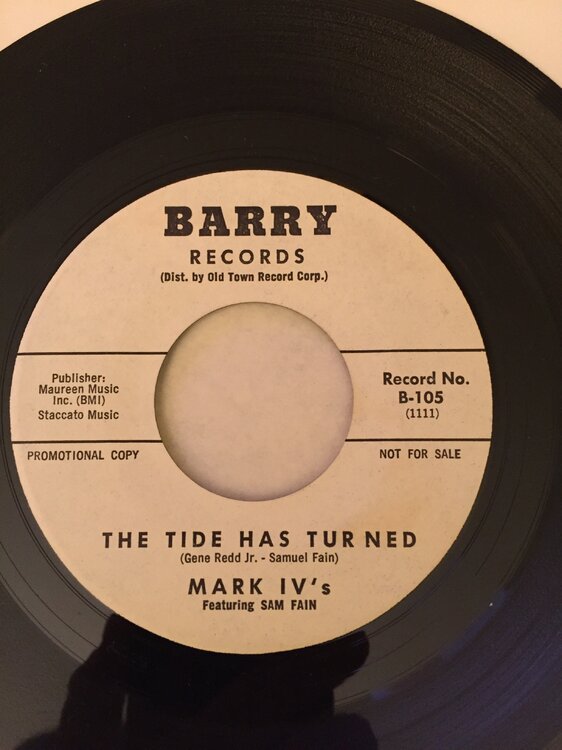 BARRY
RECORDS
(Dist. by Old Town Record Corp.)
Publisher:
Maureen Music
Inc. (BMI)
Staccato Music
Record No.
B-105
(1111)
PROMOTIONAL COPY
NOT FOR SALE
THE TIDE HAS TURNED
(Gene Redd Jr. - Samuel Fain)
MARK IV's
Featuring SAM FAIN